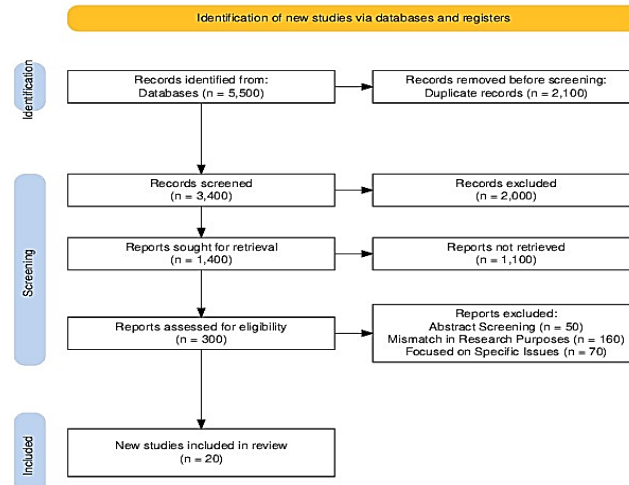 Identification of new studies via databases and registers
Identification
Records identified from:
Databases (n = 5,500)
Records removed before screening:
Duplicate records (n = 2,100)
Screening
Records screened
(n = 3,400)
Records excluded
(n = 2,000)
Reports sought for retrieval
(n = 1,400)
Reports not retrieved
(n = 1,100)
Reports assessed for eligibility
(n = 300)
Reports excluded:
Abstract Screening (n = 50)
Mismatch in Research Purposes (n = 160)
Focused on Specific Issues (n = 70)
Included
New studies included in review
(n = 20)